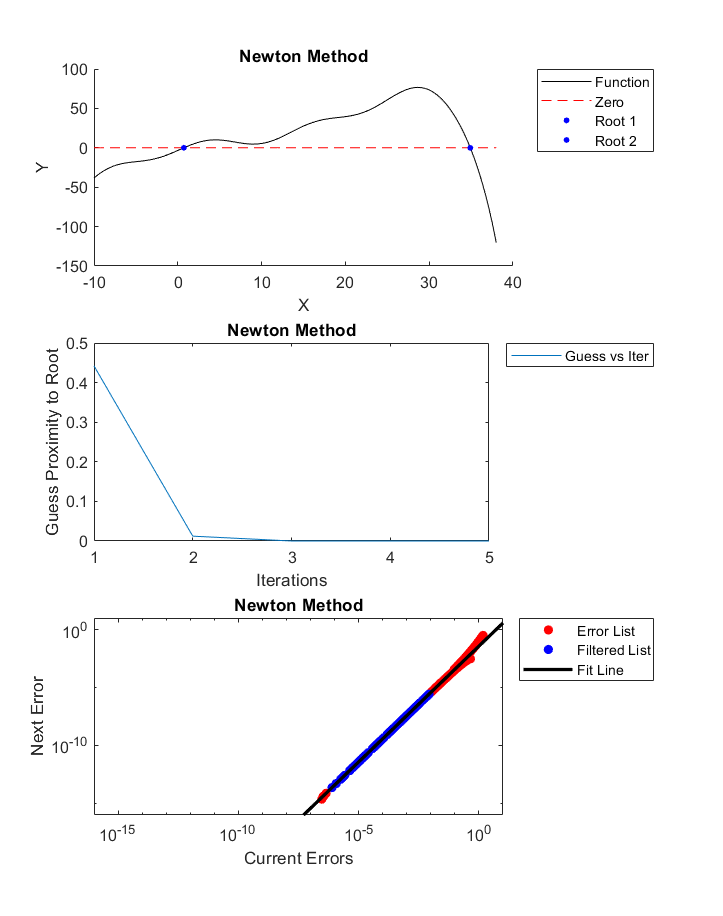 Newton Method
100
50
0
-50
-100
-150
Y
-10 0 10 20 30 40
X
Function
Zero
Root 1
Root 2
Newton Method
0.5
0.4
0.3
0.2
0.1
0
Guess Proximity to Root
1 2 3 4 5
Iterations
Guess vs Iter
Newton Method
10^0
10^-10
Next Error
10^-15 10^-10 10^-5 10^0
Current Errors
Error List
Filtered List
Fit Line